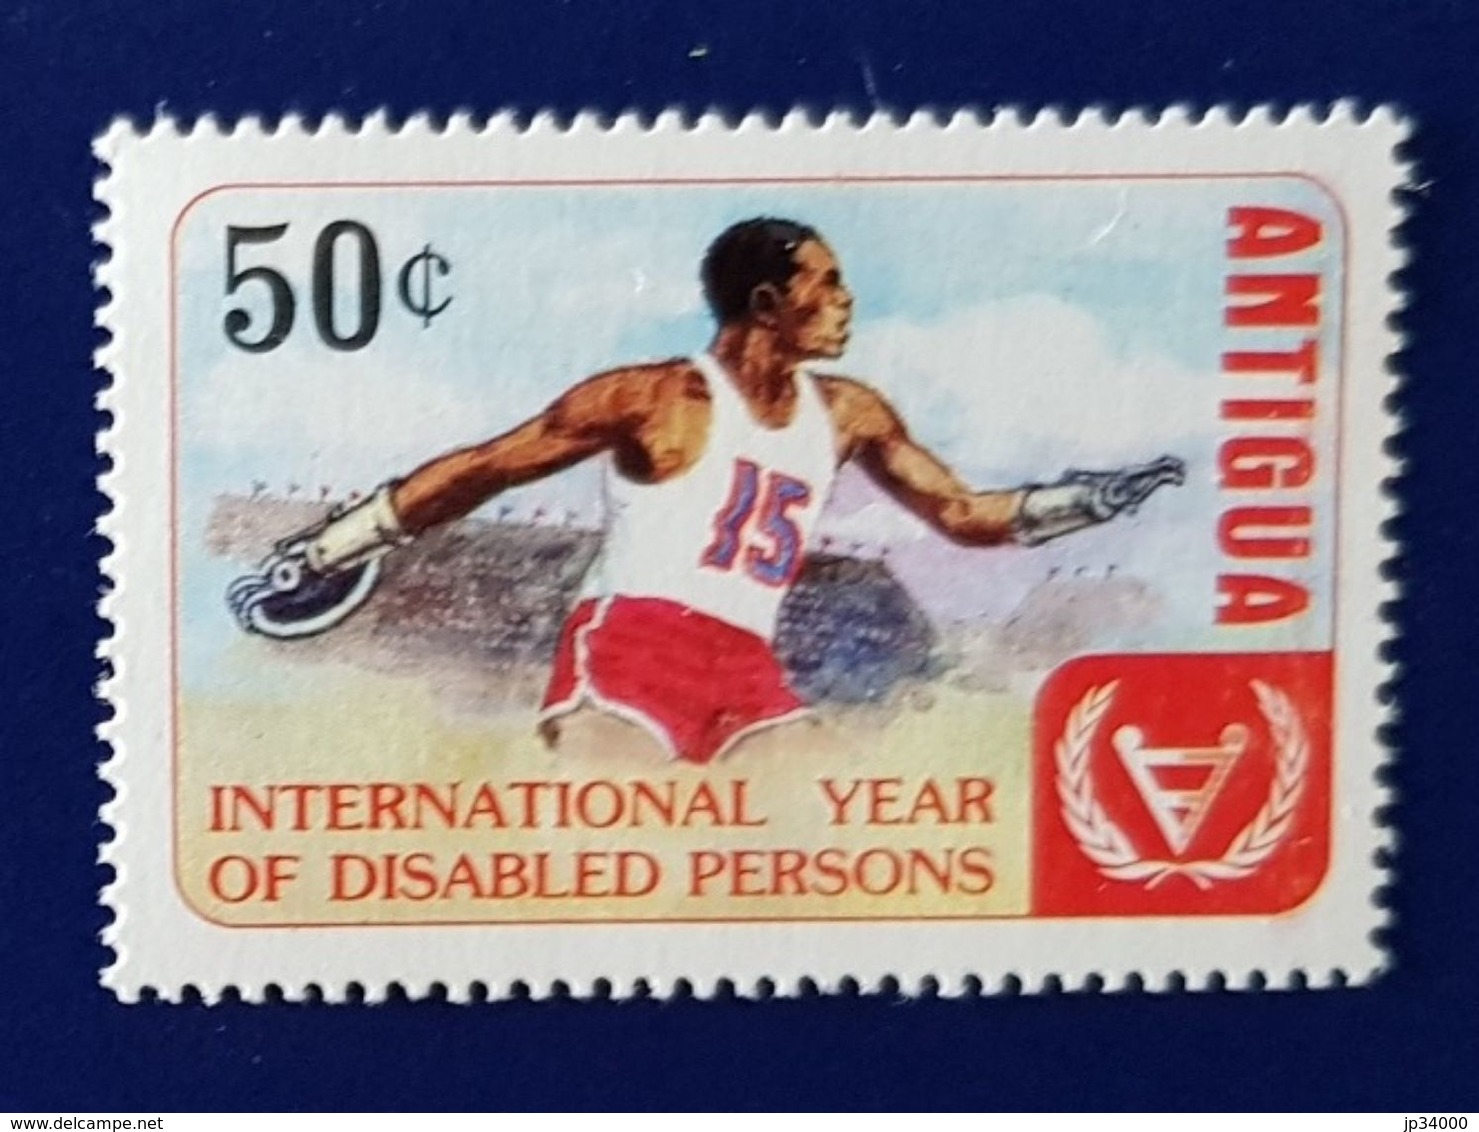 50¢
ANTIGUA
15
INTERNATIONAL YEAR
OF DISABLED PERSONS
www.delcampe.net
jp34000